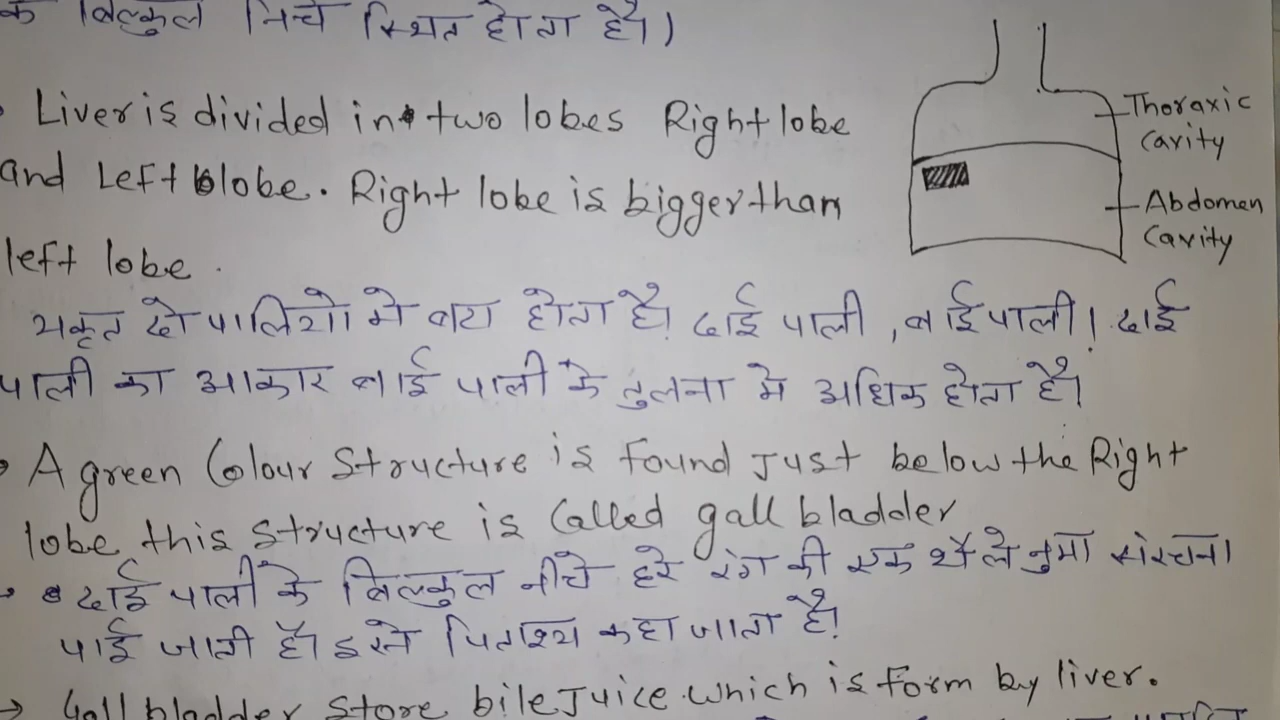 के बिल्कुल निचे स्थित होता है।)
Liver is divided in two lobes Right lobe
and Left lobe. Right lobe is bigger than
left lobe.
यकृत दो पालियो मे बटा होता है। दाई पाली, बाई पाली। दाई
पाली का आकार बाई पाली के तुलना मे अधिक होता है।
A green Colour Structure is found Just below the Right
lobe this structure is Called gall bladder
दाई पाली के बिल्कुल नीचे हरे रंग की एक थैले नुमा संरचना
पाई जाती है। इसे पिताश्य कहा जाता है।
→ Gall bladder store bile Juice which is form by liver.
Thoraxic
Cavity
Abdomen
Cavity